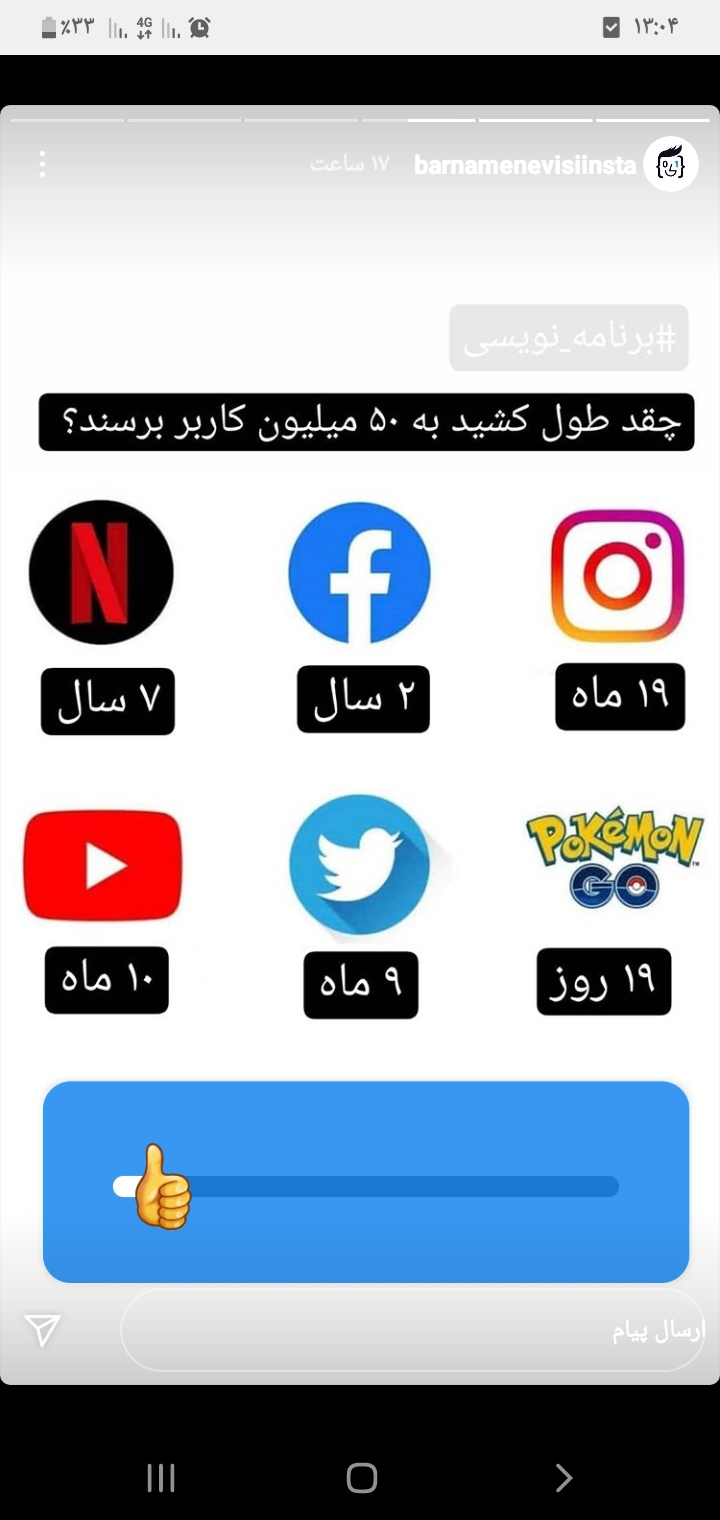 ٪۳۳ 4G ۱۳:۰۴
barnamenevisiinsta ۱۷ ساعت
#برنامه_نویسی
چقد طول کشید به ۵۰ میلیون کاربر برسند؟
۱۹ ماه
۲ سال
۷ سال
POKéMON
GO
۱۹ روز
۹ ماه
۱۰ ماه
ارسال پیام